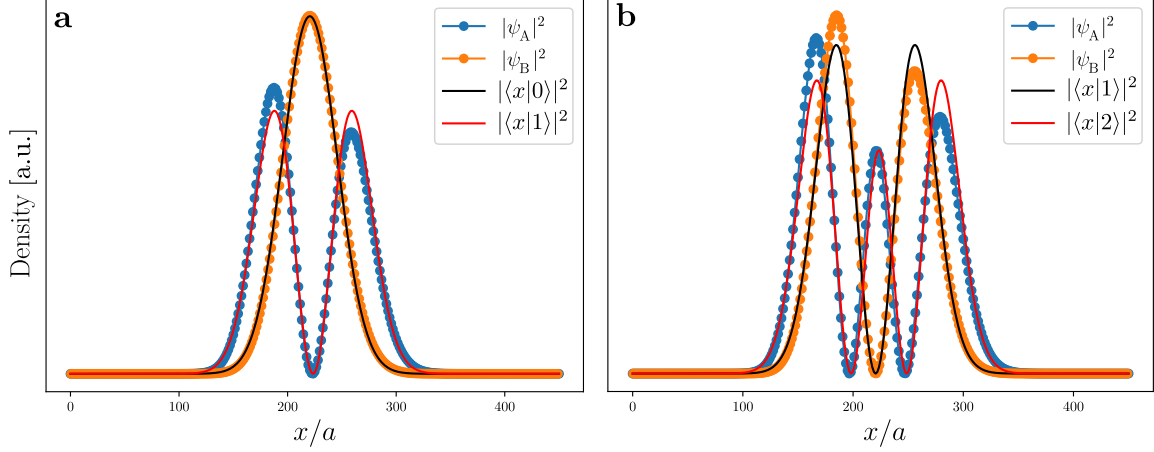 a
|ψ_A|²
|ψ_B|²
|⟨x|0⟩|²
|⟨x|1⟩|²
Density [a.u.]
0 100 200 300 400
x/a
b
|ψ_A|²
|ψ_B|²
|⟨x|1⟩|²
|⟨x|2⟩|²
0 100 200 300 400
x/a